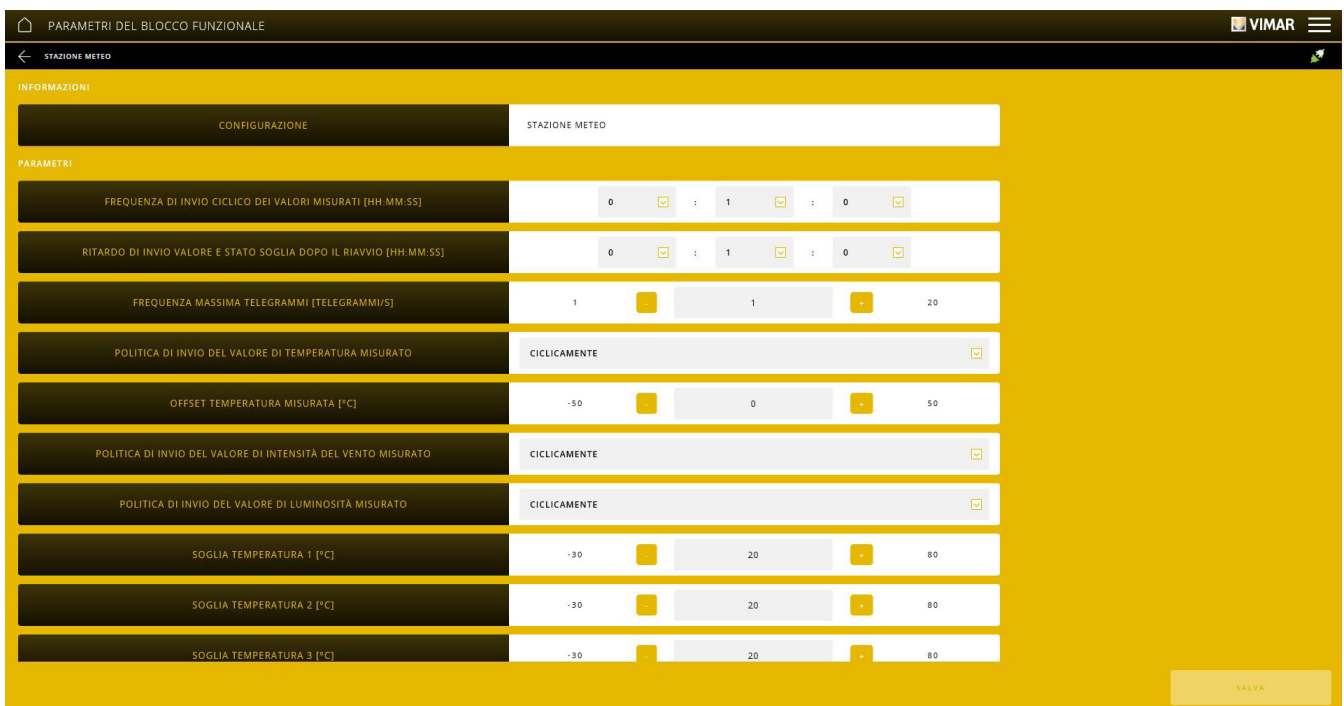 PARAMETRI DEL BLOCCO FUNZIONALE
VIMAR
STAZIONE METEO
INFORMAZIONI
CONFIGURAZIONE STAZIONE METEO
PARAMETRI
FREQUENZA DI INVIO CICLICO DEI VALORI MISURATI [HH:MM:SS] 0 : 1 : 0
RITARDO DI INVIO VALORE E STATO SOGLIA DOPO IL RIAVVIO [HH:MM:SS] 0 : 1 : 0
FREQUENZA MASSIMA TELEGRAMMI [TELEGRAMMI/S] 1 - 1 + 20
POLITICA DI INVIO DEL VALORE DI TEMPERATURA MISURATO CICLICAMENTE
OFFSET TEMPERATURA MISURATA [°C] -50 - 0 + 50
POLITICA DI INVIO DEL VALORE DI INTENSITÀ DEL VENTO MISURATO CICLICAMENTE
POLITICA DI INVIO DEL VALORE DI LUMINOSITÀ MISURATO CICLICAMENTE
SOGLIA TEMPERATURA 1 [°C] -30 - 20 + 80
SOGLIA TEMPERATURA 2 [°C] -30 - 20 + 80
SOGLIA TEMPERATURA 3 [°C] -30 - 20 + 80
SALVA